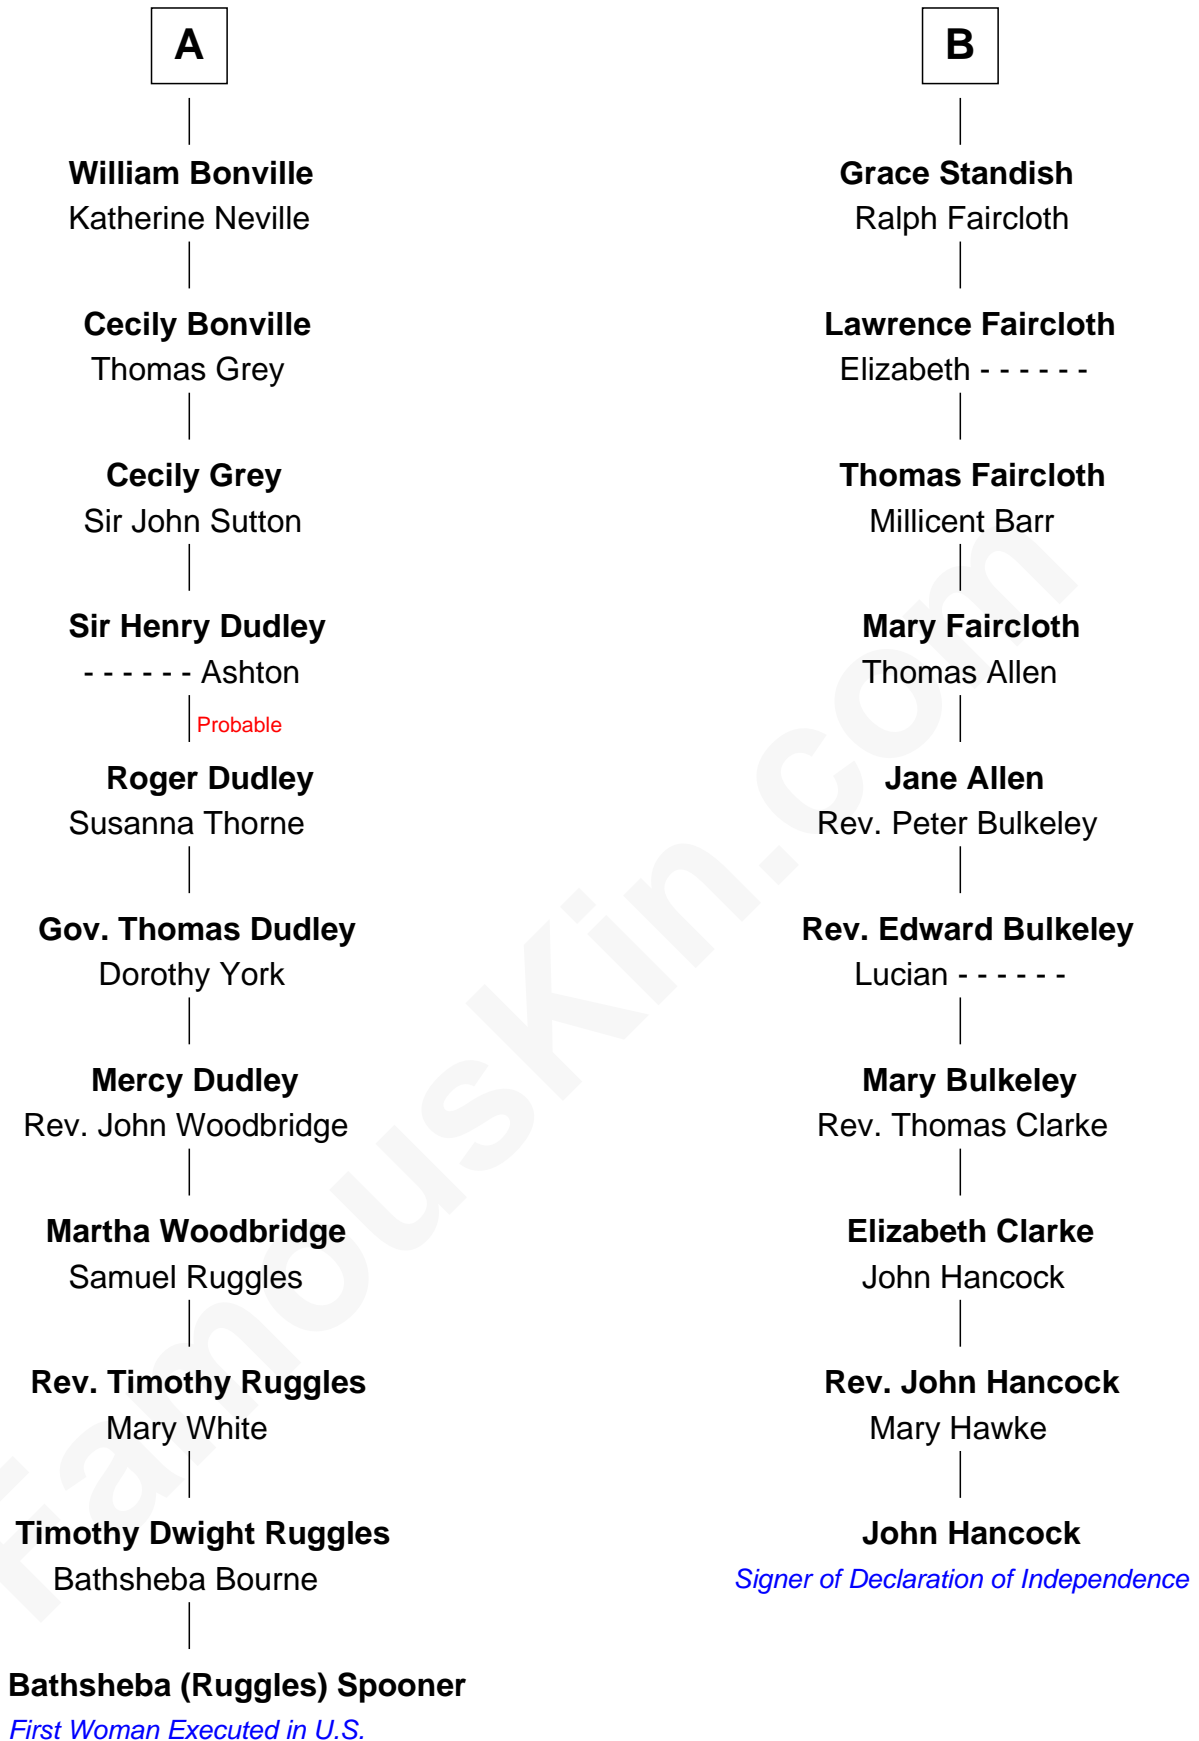 A
William Bonville
Katherine Neville
Cecily Bonville
Thomas Grey
Cecily Grey
Sir John Sutton
Sir Henry Dudley
- - - - - - Ashton
Probable
Roger Dudley
Susanna Thorne
Gov. Thomas Dudley
Dorothy York
Mercy Dudley
Rev. John Woodbridge
Martha Woodbridge
Samuel Ruggles
Rev. Timothy Ruggles
Mary White
Timothy Dwight Ruggles
Bathsheba Bourne
Bathsheba (Ruggles) Spooner
First Woman Executed in U.S.
B
Grace Standish
Ralph Faircloth
Lawrence Faircloth
Elizabeth - - - - - -
Thomas Faircloth
Millicent Barr
Mary Faircloth
Thomas Allen
Jane Allen
Rev. Peter Bulkeley
Rev. Edward Bulkeley
Lucian - - - - - -
Mary Bulkeley
Rev. Thomas Clarke
Elizabeth Clarke
John Hancock
Rev. John Hancock
Mary Hawke
John Hancock
Signer of Declaration of Independence
FamousKin.com